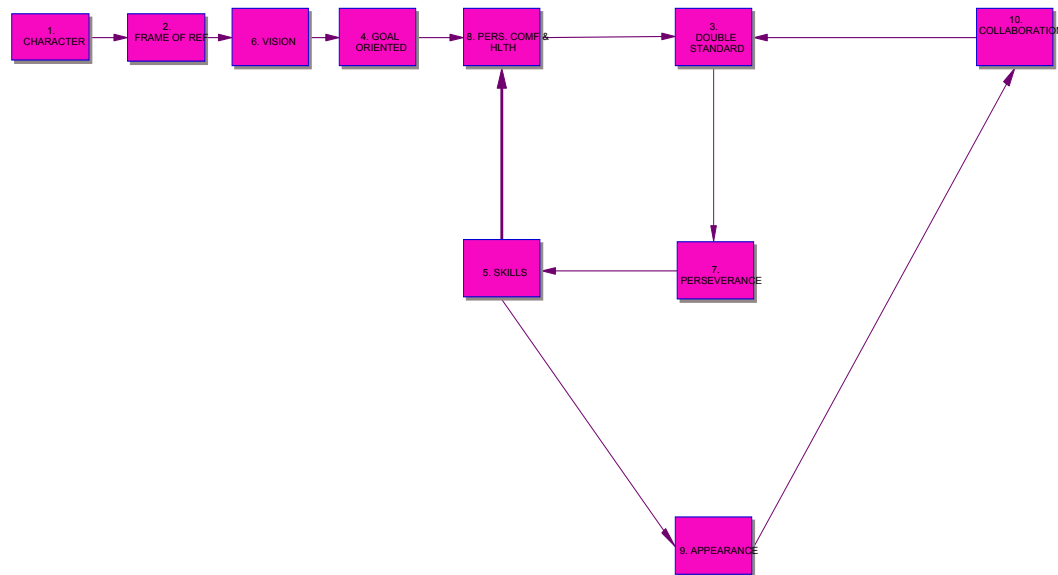 1.
CHARACTER
2.
FRAME OF REF
6. VISION
4. GOAL
ORIENTED
8. PERS. COMF &
HLTH
3.
DOUBLE
STANDARD
10.
COLLABORATION
5. SKILLS
7.
PERSEVERANCE
9. APPEARANCE